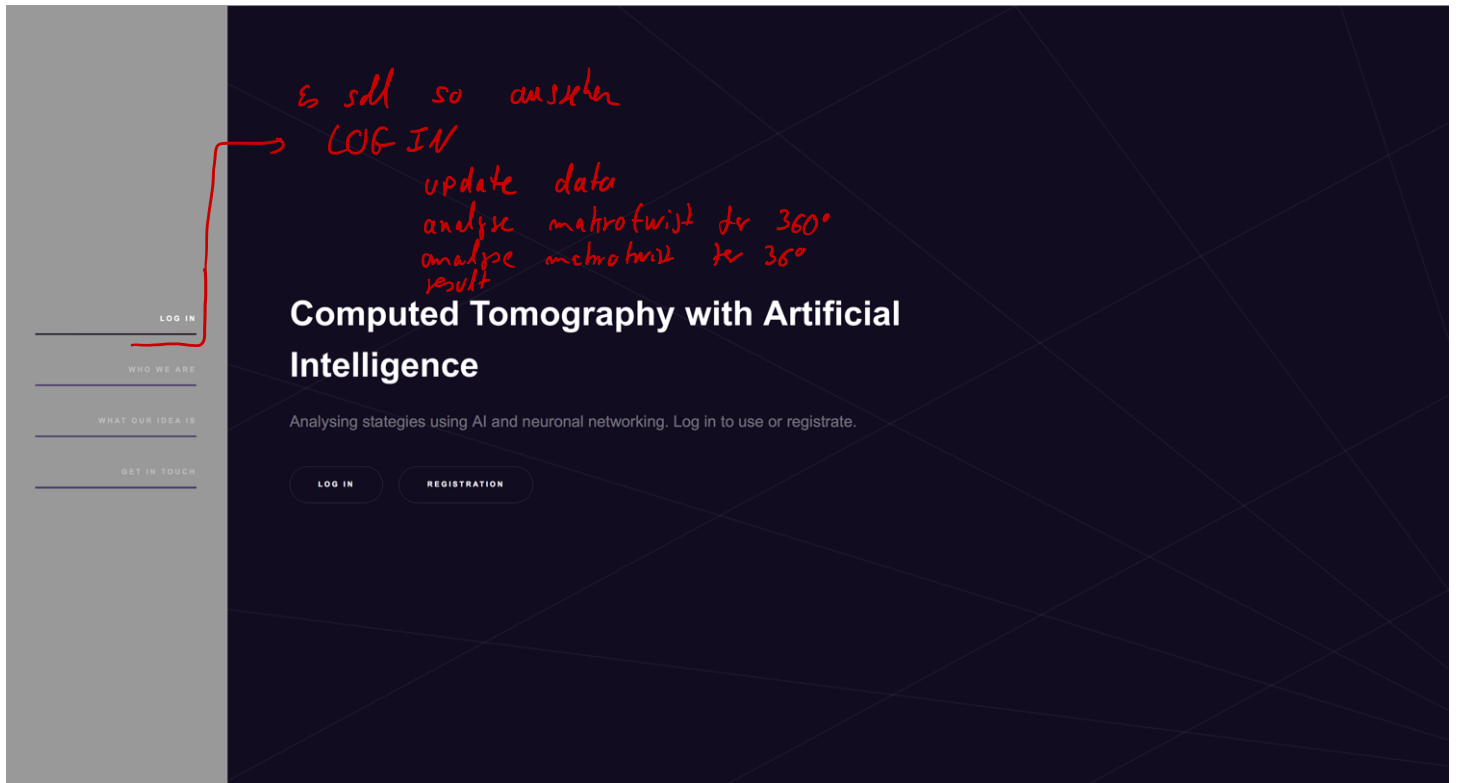 Es soll so aussehen
LOG IN
update data
analyse makrotwist for 360°
analyse makrotwist for 36°
result
LOG IN
WHO WE ARE
WHAT OUR IDEA IS
GET IN TOUCH
Computed Tomography with Artificial
Intelligence
Analysing stategies using AI and neuronal networking. Log in to use or registrate.
LOG IN
REGISTRATION